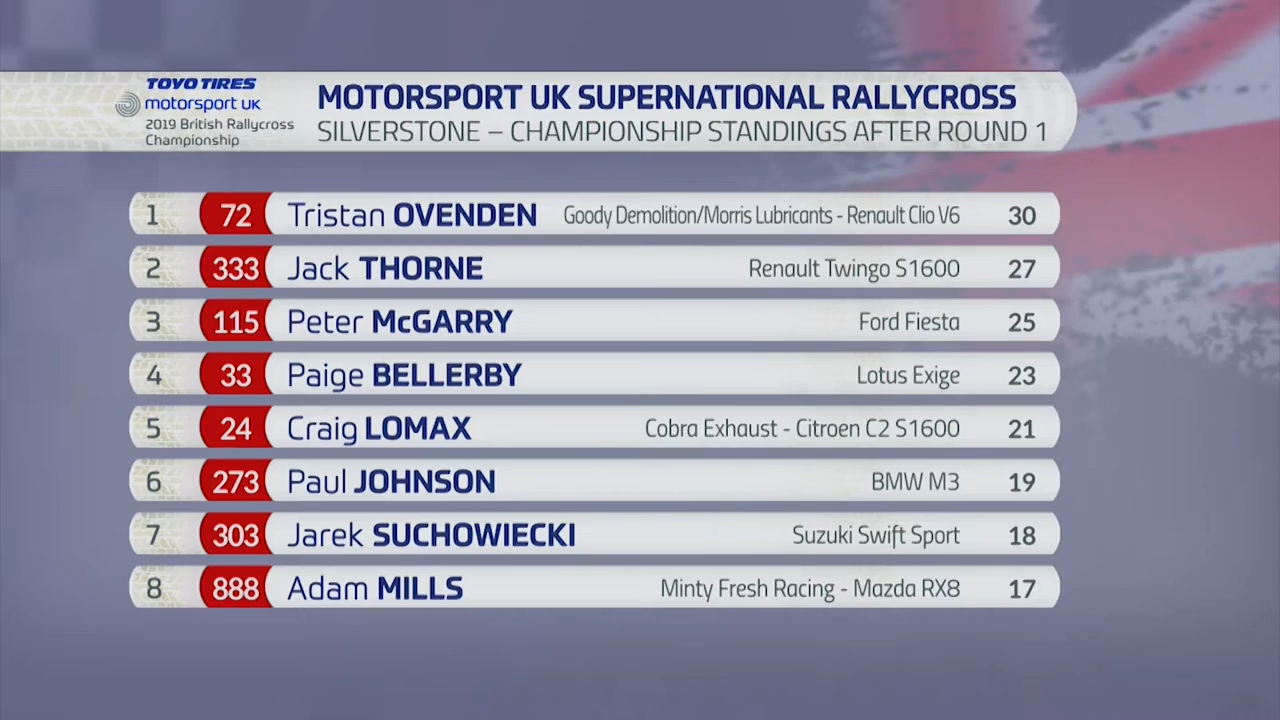 TOYO TIRES
motorsport uk
2019 British Rallycross
Championship
MOTORSPORT UK SUPERNATIONAL RALLYCROSS
SILVERSTONE – CHAMPIONSHIP STANDINGS AFTER ROUND 1
1 72 Tristan OVENDEN Goody Demolition/Morris Lubricants - Renault Clio V6 30
2 333 Jack THORNE Renault Twingo S1600 27
3 115 Peter McGARRY Ford Fiesta 25
4 33 Paige BELLERBY Lotus Exige 23
5 24 Craig LOMAX Cobra Exhaust - Citroen C2 S1600 21
6 273 Paul JOHNSON BMW M3 19
7 303 Jarek SUCHOWIECKI Suzuki Swift Sport 18
8 888 Adam MILLS Minty Fresh Racing - Mazda RX8 17